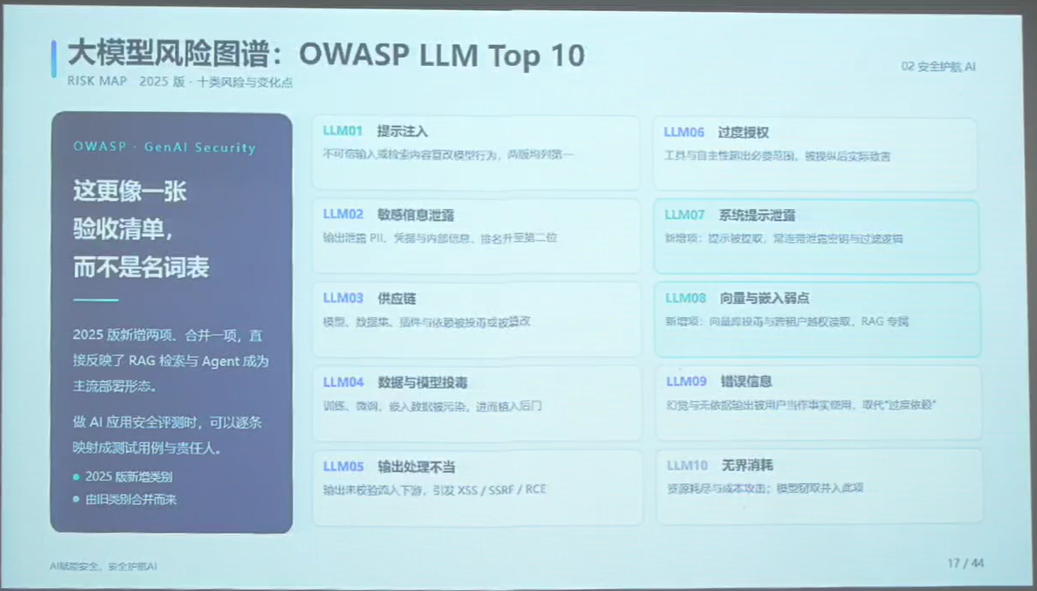 大模型风险图谱：OWASP LLM Top 10
RISK MAP 2025 版 · 十类风险与变化点
02 安全护航 AI
OWASP · GenAI Security
这更像一张
验收清单，
而不是名词表
2025 版新增两项、合并一项，直
接反映了 RAG 检索与 Agent 成为
主流部署形态。
做 AI 应用安全评测时，可以逐条
映射成测试用例与责任人。
2025 版新增类别
由旧类别合并而来
LLM01 提示注入
不可信输入或检索内容篡改模型行为，两版均列第一
LLM02 敏感信息泄露
输出泄露 PII、凭据与内部信息，排名升至第二位
LLM03 供应链
模型、数据集、插件与依赖被投毒或被篡改
LLM04 数据与模型投毒
训练、微调、嵌入数据被污染，进而植入后门
LLM05 输出处理不当
输出未校验流入下游，引发 XSS / SSRF / RCE
LLM06 过度授权
工具与自主性超出必要范围，被操纵后实际致害
LLM07 系统提示泄露
新增项：提示被提取，常连带泄露密钥与过滤逻辑
LLM08 向量与嵌入弱点
新增项：向量库投毒与跨租户越权读取，RAG 专属
LLM09 错误信息
幻觉与无依据输出被用户当作事实使用，取代“过度依赖”
LLM10 无界消耗
资源耗尽与成本攻击；模型窃取并入此项
AI赋能安全，安全护航AI
17 / 44